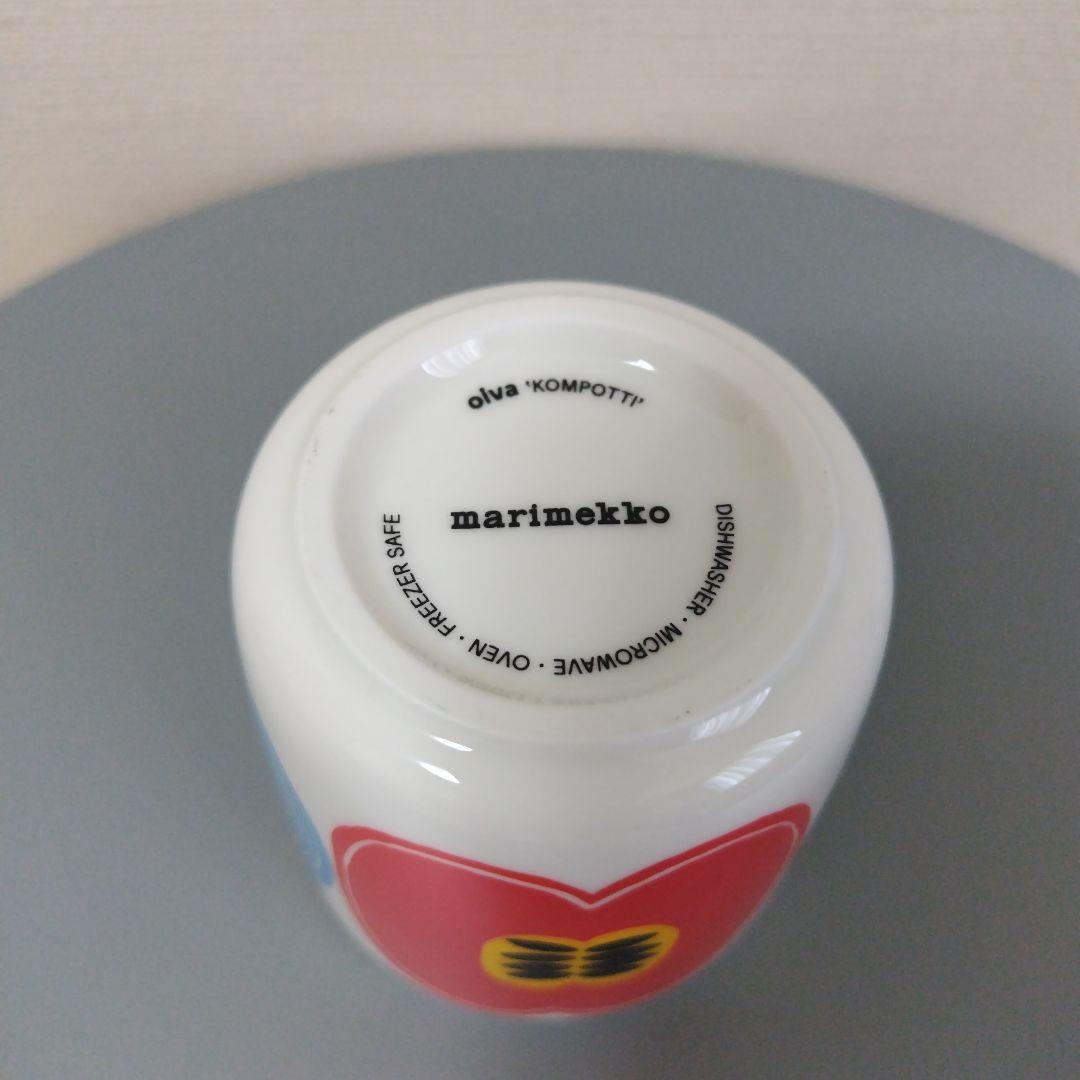 oiva 'KOMPOTTI'
marimekko
DISHWASHER · MICROWAVE · OVEN · FREEZER SAFE